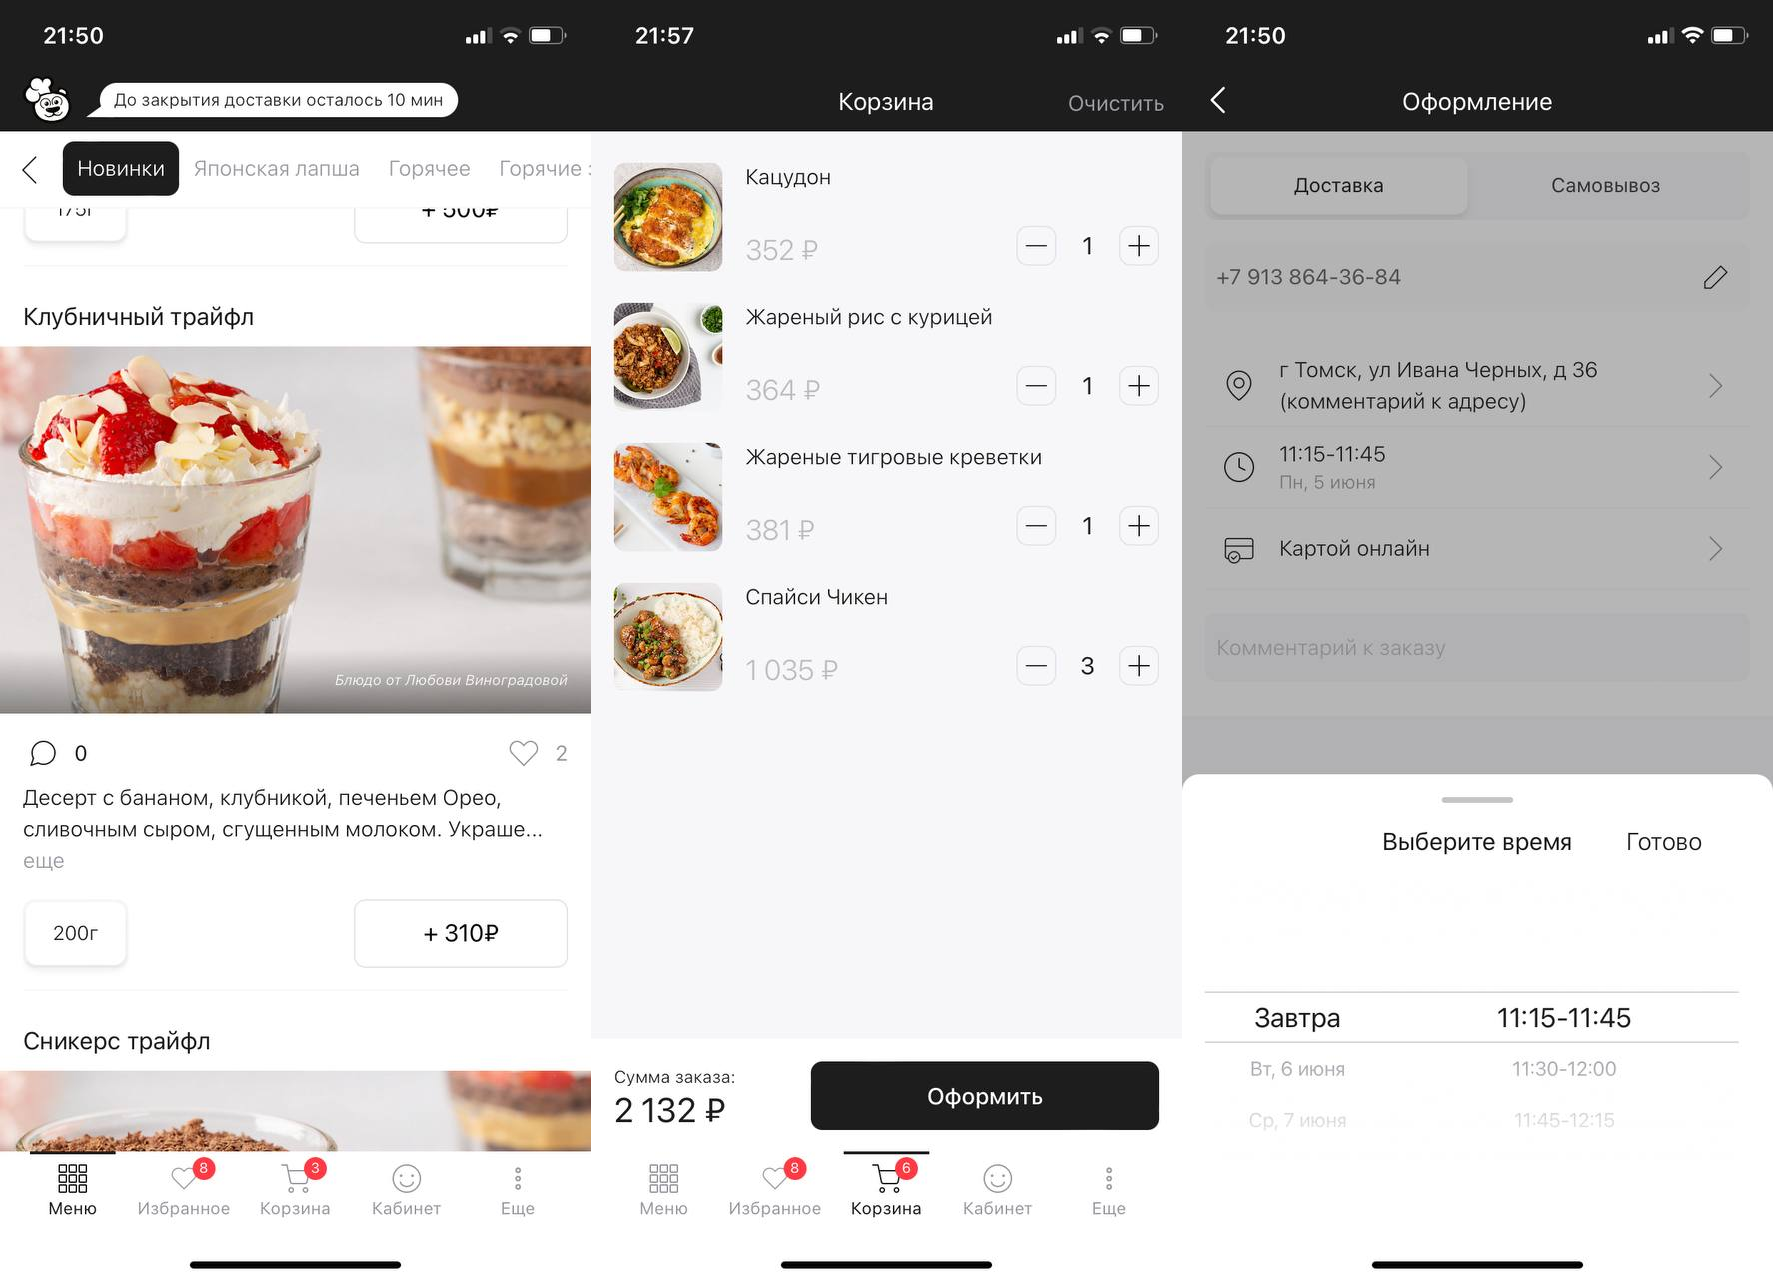 21:50
До закрытия доставки осталось 10 мин
Новинки
Японская лапша
Горячее
Горячие
175г
+ 500₽
Клубничный трайфл
Блюдо от Любови Виноградовой
0
2
Десерт с бананом, клубникой, печеньем Орео,
сливочным сыром, сгущенным молоком. Украше...
еще
200г
+ 310₽
Сникерс трайфл
8
3
Меню
Избранное
Корзина
Кабинет
Еще
21:57
Корзина
Очистить
Кацудон
352 ₽
1
Жареный рис с курицей
364 ₽
1
Жареные тигровые креветки
381 ₽
1
Спайси Чикен
1 035 ₽
3
Сумма заказа:
2 132 ₽
Оформить
8
6
Меню
Избранное
Корзина
Кабинет
Еще
21:50
Оформление
Доставка
Самовывоз
+7 913 864-36-84
г Томск, ул Ивана Черных, д 36
(комментарий к адресу)
11:15-11:45
Пн, 5 июня
Картой онлайн
Комментарий к заказу
Выберите время
Готово
Завтра
11:15-11:45
Вт, 6 июня
11:30-12:00
Ср, 7 июня
11:45-12:15